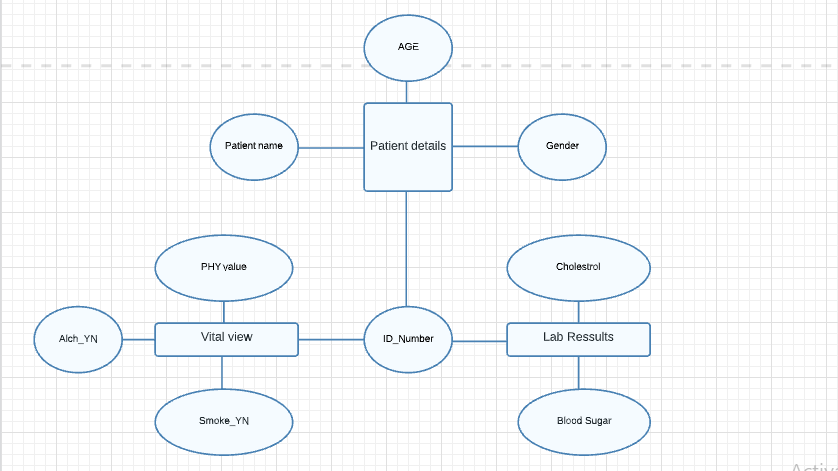 AGE
Patient name
Patient details
Gender
PHY value
Cholestrol
Alch_YN
Vital view
ID_Number
Lab Ressults
Smoke_YN
Blood Sugar